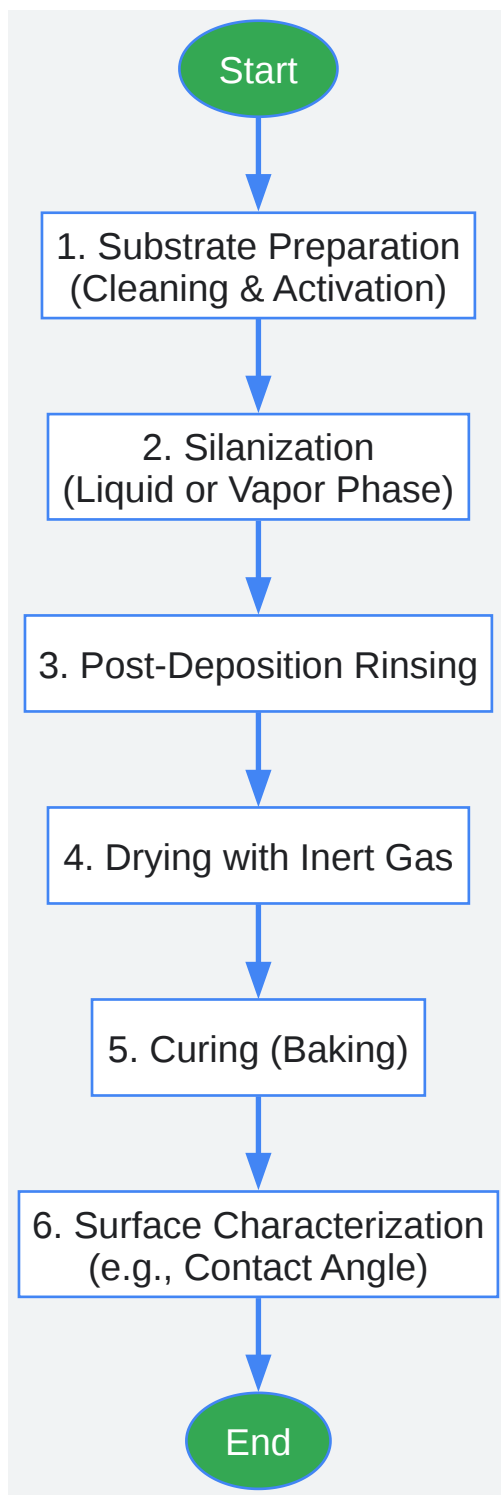 Start
1. Substrate Preparation
(Cleaning & Activation)
2. Silanization
(Liquid or Vapor Phase)
3. Post-Deposition Rinsing
4. Drying with Inert Gas
5. Curing (Baking)
6. Surface Characterization
(e.g., Contact Angle)
End